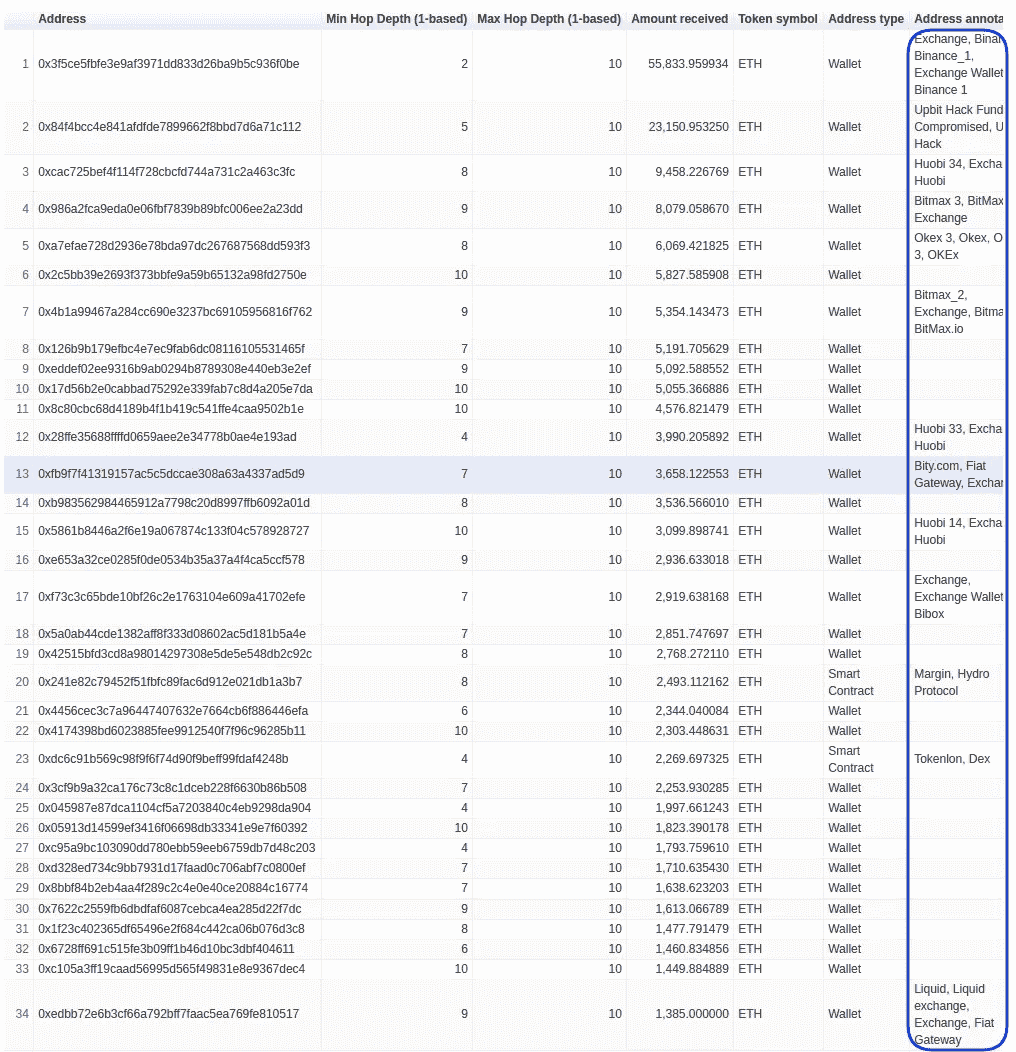 Address Min Hop Depth (1-based) Max Hop Depth (1-based) Amount received Token symbol Address type Address annota
1 0x3f5ce5fbfe3e9af3971dd833d26ba9b5c936f0be 2 10 55,833.959934 ETH Wallet Exchange, Binan
Binance_1,
Exchange Wallet
Binance 1
2 0x84f4bcc4e841afdfde7899662f8bbd7d6a71c112 5 10 23,150.953250 ETH Wallet Upbit Hack Fund
Compromised, U
Hack
3 0xcac725bef4f114f728cbcfd744a731c2a463c3fc 8 10 9,458.226769 ETH Wallet Huobi 34, Excha
Huobi
4 0x986a2fca9eda0e06fbf7839b89bfc006ee2a23dd 9 10 8,079.058670 ETH Wallet Bitmax 3, BitMax
Exchange
5 0xa7efae728d2936e78bda97dc267687568dd593f3 8 10 6,069.421825 ETH Wallet Okex 3, Okex, O
3, OKEx
6 0x2c5bb39e2693f373bbfe9a59b65132a98fd2750e 10 10 5,827.585908 ETH Wallet
7 0x4b1a99467a284cc690e3237bc69105956816f762 9 10 5,354.143473 ETH Wallet Bitmax_2,
Exchange, Bitma
BitMax.io
8 0x126b9b179efbc4e7ec9fab6dc08116105531465f 7 10 5,191.705629 ETH Wallet
9 0xeddef02ee9316b9ab0294b8789308e440eb3e2ef 9 10 5,092.588552 ETH Wallet
10 0x17d56b2e0cabbad75292e339fab7c8d4a205e7da 10 10 5,055.366886 ETH Wallet
11 0x8c80cbc68d4189b4f1b419c541ffe4caa9502b1e 10 10 4,576.821479 ETH Wallet
12 0x28ffe35688ffffd0659aee2e34778b0ae4e193ad 4 10 3,990.205892 ETH Wallet Huobi 33, Excha
Huobi
13 0xfb9f7f41319157ac5c5dccae308a63a4337ad5d9 7 10 3,658.122553 ETH Wallet Bity.com, Fiat
Gateway, Exchan
14 0xb983562984465912a7798c20d8997ffb6092a01d 8 10 3,536.566010 ETH Wallet
15 0x5861b8446a2f6e19a067874c133f04c578928727 10 10 3,099.898741 ETH Wallet Huobi 14, Excha
Huobi
16 0xe653a32ce0285f0de0534b35a37a4f4ca5ccf578 9 10 2,936.633018 ETH Wallet
17 0xf73c3c65bde10bf26c2e1763104e609a41702efe 7 10 2,919.638168 ETH Wallet Exchange,
Exchange Wallet
Bibox
18 0x5a0ab44cde1382aff8f333d08602ac5d181b5a4e 7 10 2,851.747697 ETH Wallet
19 0x42515bfd3cd8a98014297308e5de5e548db2c92c 8 10 2,768.272110 ETH Wallet
20 0x241e82c79452f51fbfc89fac6d912e021db1a3b7 8 10 2,493.112162 ETH Smart Contract Margin, Hydro
Protocol
21 0x4456cec3c7a96447407632e7664cb6f886446efa 6 10 2,344.040084 ETH Wallet
22 0x4174398bd6023885fee9912540f7f96c96285b11 10 10 2,303.448631 ETH Wallet
23 0xdc6c91b569c98f9f6f74d90f9beff99fdaf4248b 4 10 2,269.697325 ETH Smart Contract Tokenlon, Dex
24 0x3cf9b9a32ca176c73c8c1dceb228f6630b86b508 7 10 2,253.930285 ETH Wallet
25 0x045987e87dca1104cf5a7203840c4eb9298da904 4 10 1,997.661243 ETH Wallet
26 0x05913d14599ef3416f06698db33341e9e7f60392 10 10 1,823.390178 ETH Wallet
27 0xc95a9bc103090dd780ebb59eeb6759db7d48c203 4 10 1,793.759610 ETH Wallet
28 0xd328ed734c9bb7931d17faad0c706abf7c0800ef 7 10 1,710.635430 ETH Wallet
29 0x8bbf84b2eb4aa4f289c2c4e0e40ce20884c16774 7 10 1,638.623203 ETH Wallet
30 0x7622c2559fb6dbdfaf6087cebca4ea285d22f7dc 9 10 1,613.066789 ETH Wallet
31 0x1f23c402365df65496e2f684c442ca06b076d3c8 8 10 1,477.791479 ETH Wallet
32 0x6728ff691c515fe3b09ff1b46d10bc3dbf404611 6 10 1,460.834856 ETH Wallet
33 0xc105a3ff19caad56995d565f49831e8e9367dec4 10 10 1,449.884889 ETH Wallet
34 0xedbb72e6b3cf66a792bff7faac5ea769fe810517 9 10 1,385.000000 ETH Wallet Liquid, Liquid
exchange,
Exchange, Fiat
Gateway